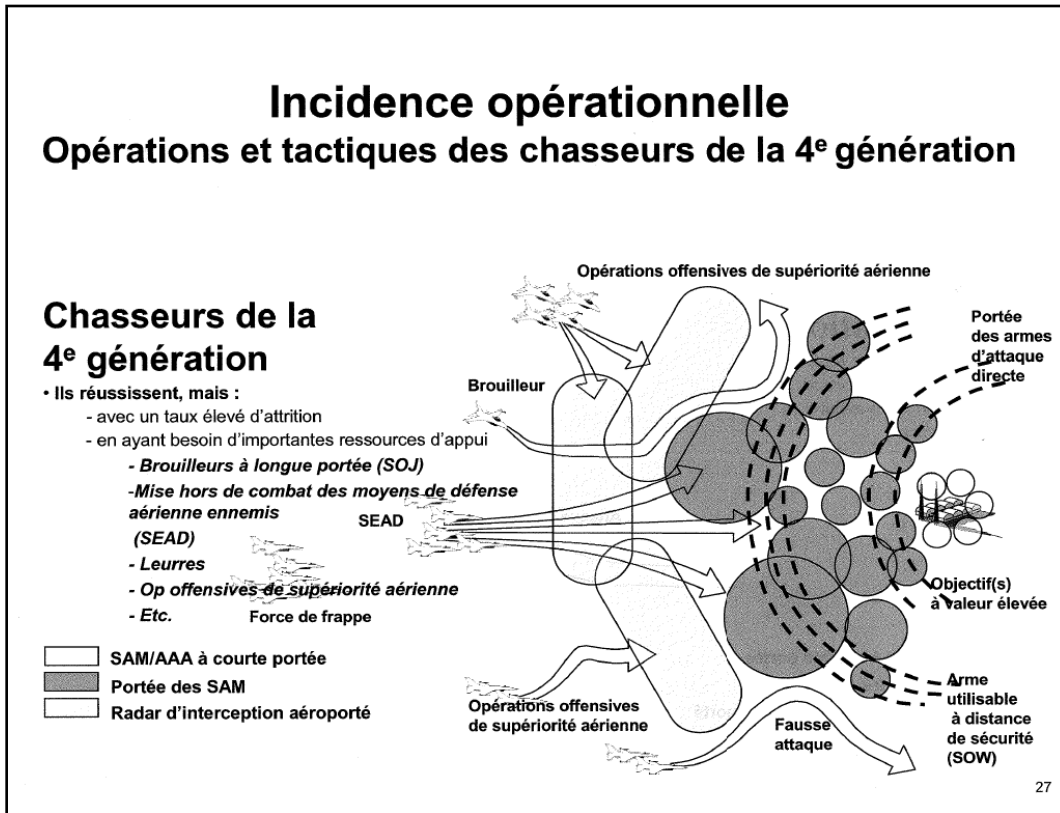 Incidence opérationnelle
Opérations et tactiques des chasseurs de la 4e génération
Chasseurs de la
4e génération
• Ils réussissent, mais :
- avec un taux élevé d'attrition
- en ayant besoin d'importantes ressources d'appui
- Brouilleurs à longue portée (SOJ)
-Mise hors de combat des moyens de défense
aérienne ennemis
(SEAD)
- Leurres
- Op offensives de supériorité aérienne
- Etc.
Force de frappe
SAM/AAA à courte portée
Portée des SAM
Radar d'interception aéroporté
Opérations offensives de supériorité aérienne
Brouilleur
SEAD
Opérations offensives
de supériorité aérienne
Fausse
attaque
Portée
des armes
d'attaque
directe
Objectif(s)
à valeur élevée
Arme
utilisable
à distance
de sécurité
(SOW)
27